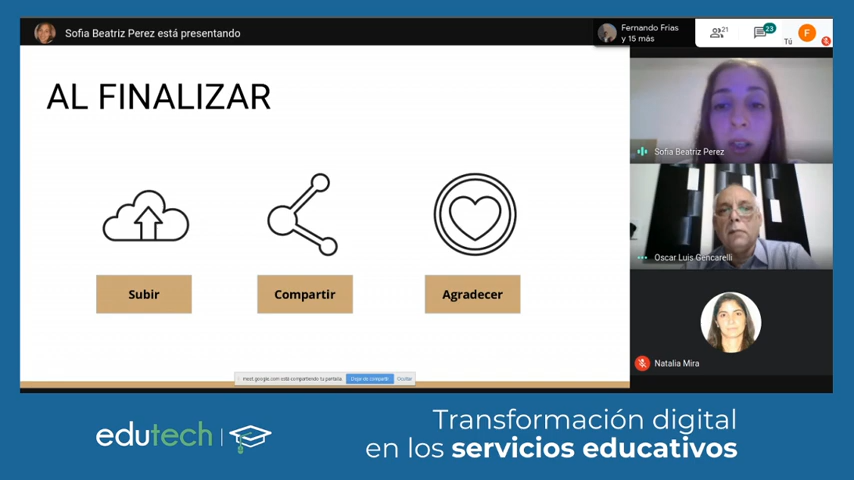 Sofia Beatriz Perez está presentando
Fernando Frias
y 15 más
21
23
Tú
F
AL FINALIZAR
Subir
Compartir
Agradecer
Sofia Beatriz Perez
Oscar Luis Gencarelli
Natalia Mira
meet.google.com está compartiendo tu pantalla.
Dejar de compartir
Ocultar
edutech
Transformación digital
en los servicios educativos